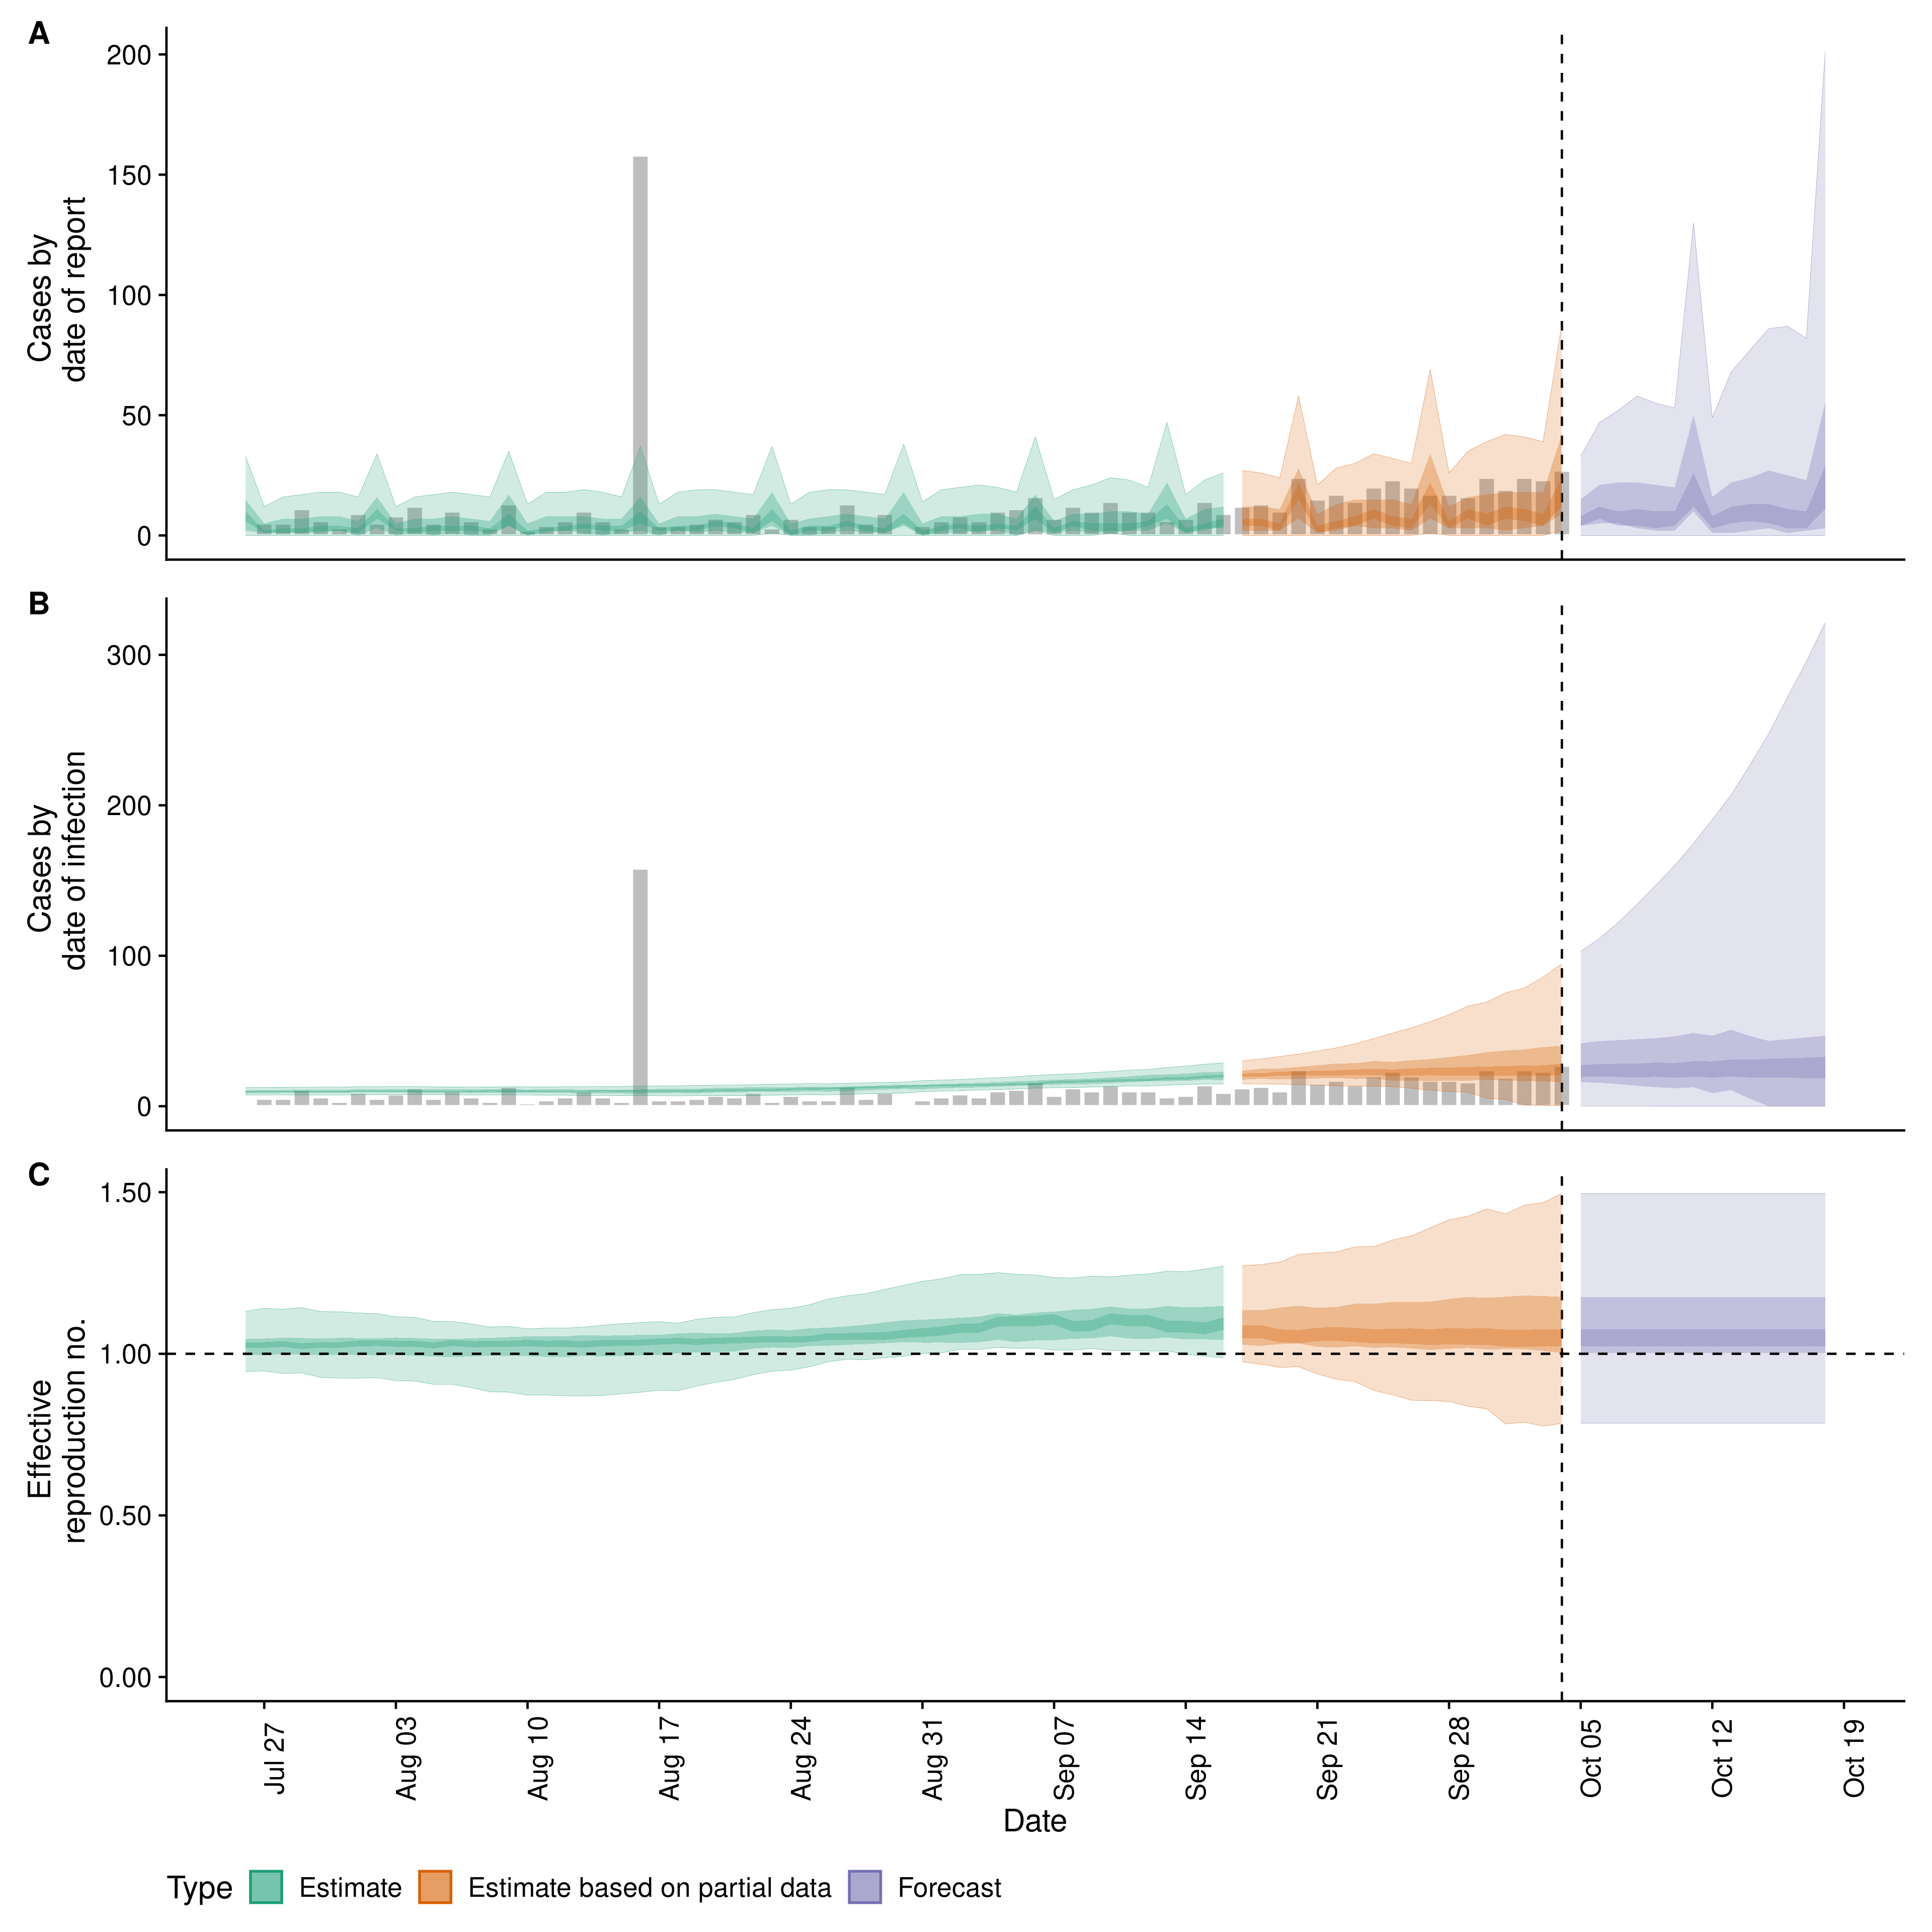 A
Cases by
date of report
200
150
100
50
0
B
Cases by
date of infection
300
200
100
0
C
Effective
reproduction no.
1.50
1.00
0.50
0.00
Jul 27
Aug 03
Aug 10
Aug 17
Aug 24
Aug 31
Sep 07
Sep 14
Sep 21
Sep 28
Oct 05
Oct 12
Oct 19
Date
Type Estimate Estimate based on partial data Forecast